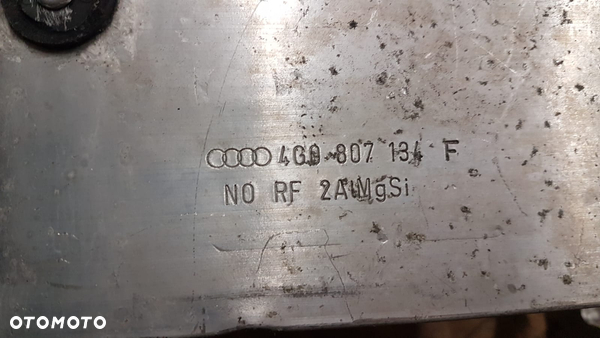 4G0 807 134 F
NO RF 2AlMgSi
OTOMOTO